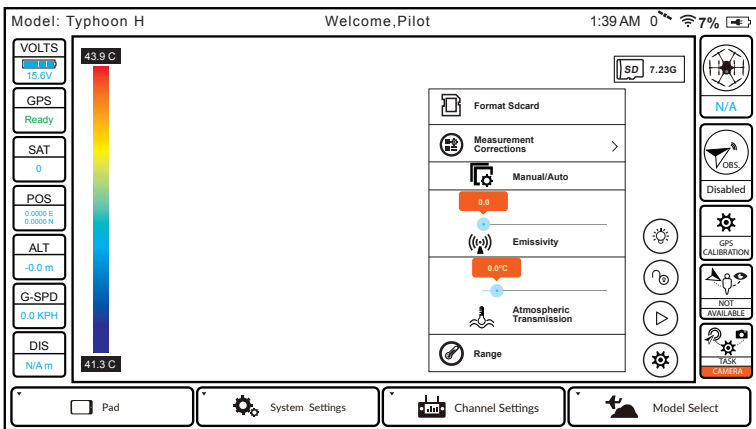 Model: Typhoon H
Welcome,Pilot
1:39 AM 0 7%
VOLTS
15.6V
GPS
Ready
SAT
0
POS
0.0000 E
0.0000 N
ALT
-0.0 m
G-SPD
0.0 KPH
DIS
N/A m
43.9 C
41.3 C
SD 7.23G
Format Sdcard
Measurement
Corrections
Manual/Auto
0.0
Emissivity
0.0°C
Atmospheric
Transmission
Range
N/A
OBS.
Disabled
GPS
CALIBRATION
NOT
AVAILABLE
TASK
CAMERA
Pad
System Settings
Channel Settings
Model Select